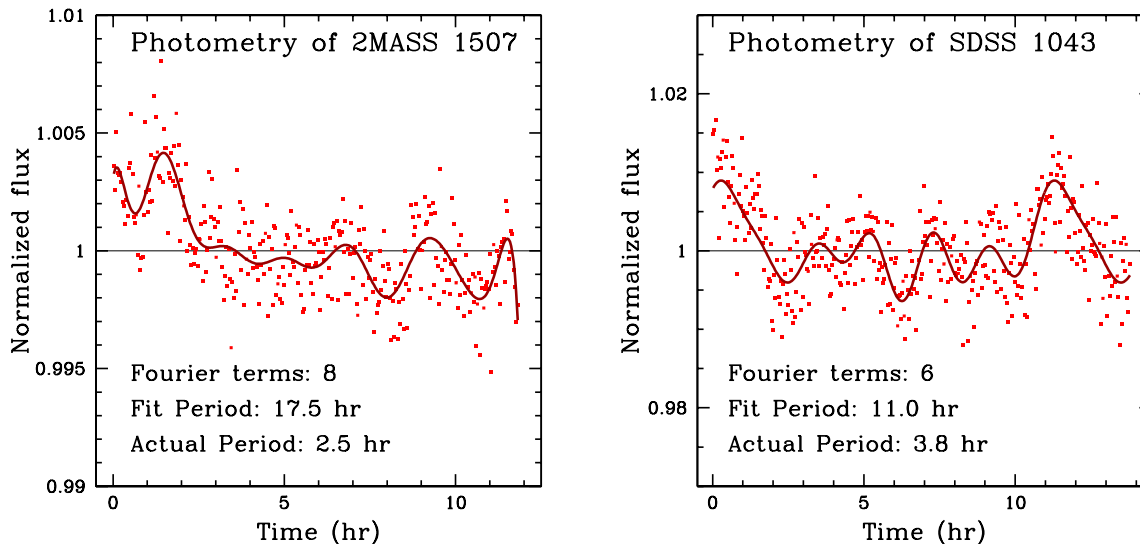 Photometry of 2MASS 1507
1.01
1.005
1
0.995
0.99
Normalized flux
Fourier terms: 8
Fit Period: 17.5 hr
Actual Period: 2.5 hr
0 5 10
Time (hr)
Photometry of SDSS 1043
1.02
1
0.98
Normalized flux
Fourier terms: 6
Fit Period: 11.0 hr
Actual Period: 3.8 hr
0 5 10
Time (hr)